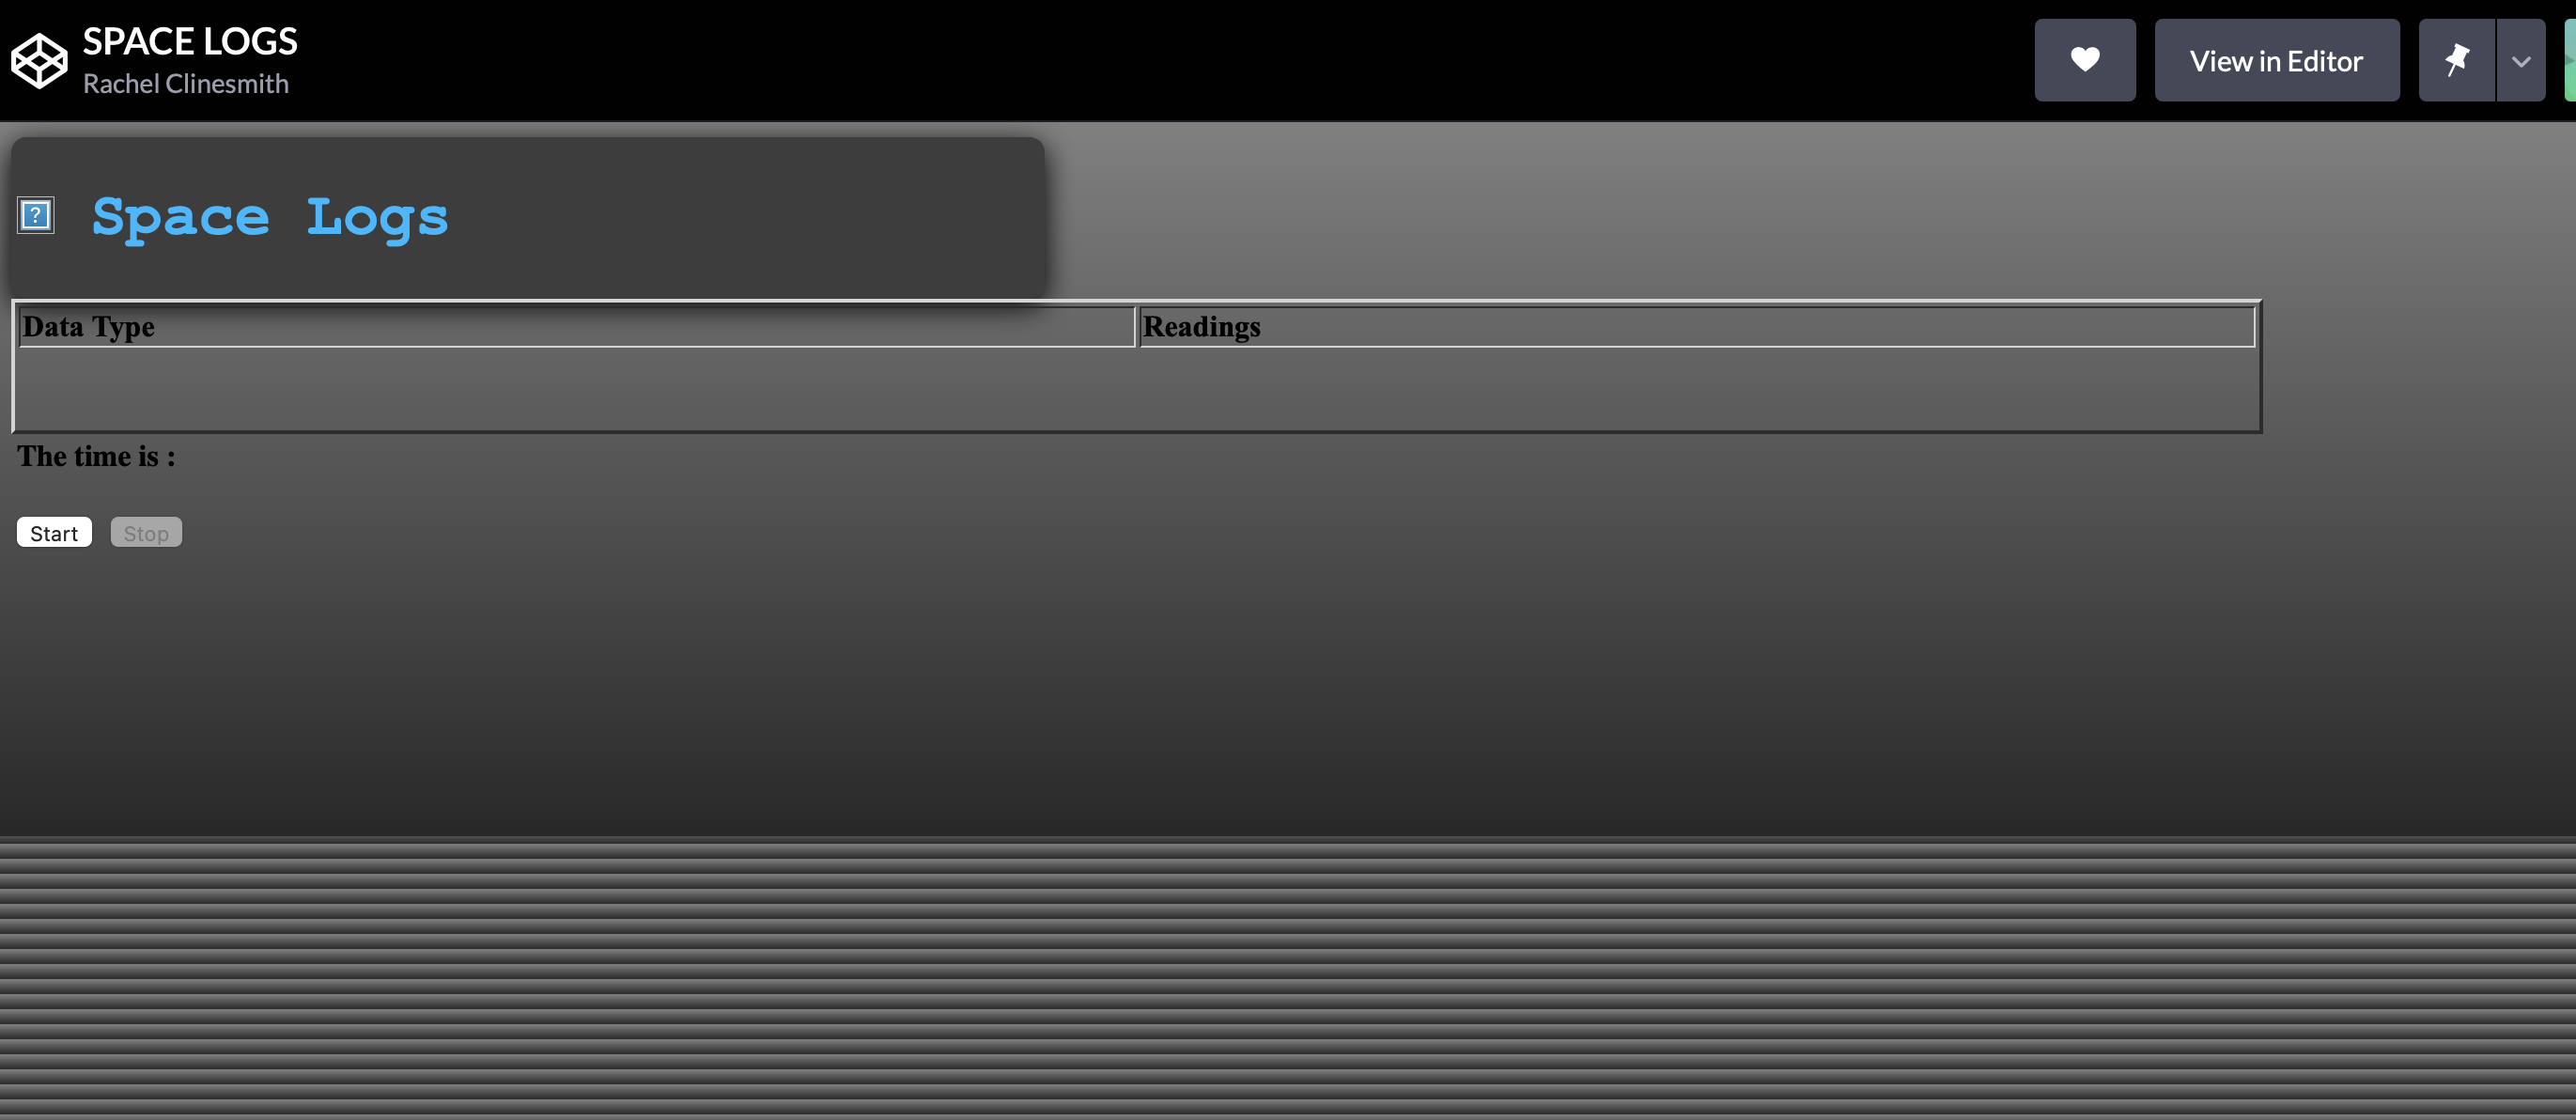 SPACE LOGS
Rachel Clinesmith
View in Editor
? Space Logs
Data Type Readings
The time is :
Start Stop